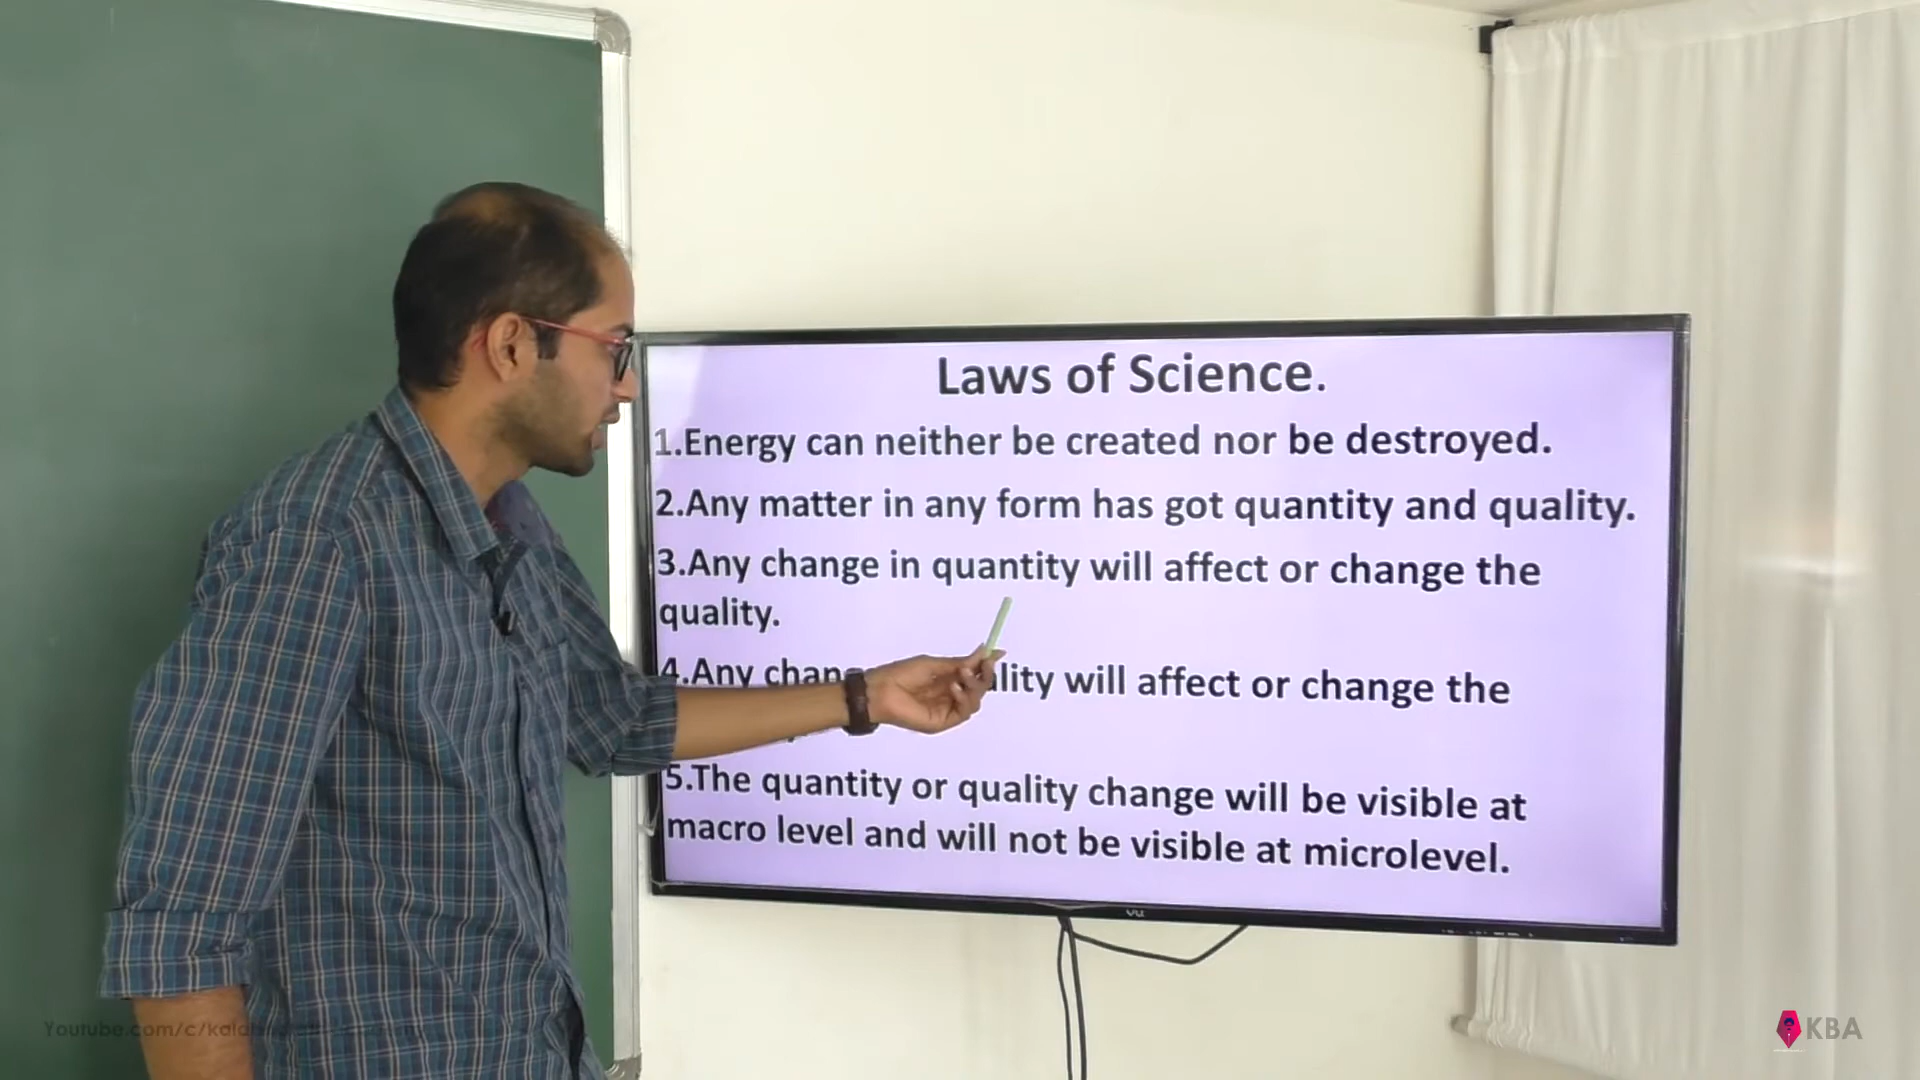 Laws of Science.
1.Energy can neither be created nor be destroyed.
2.Any matter in any form has got quantity and quality.
3.Any change in quantity will affect or change the
quality.
4.Any will affect or change the
5.The quantity or quality change will be visible at
macro level and will not be visible at microlevel.
VU
KBA